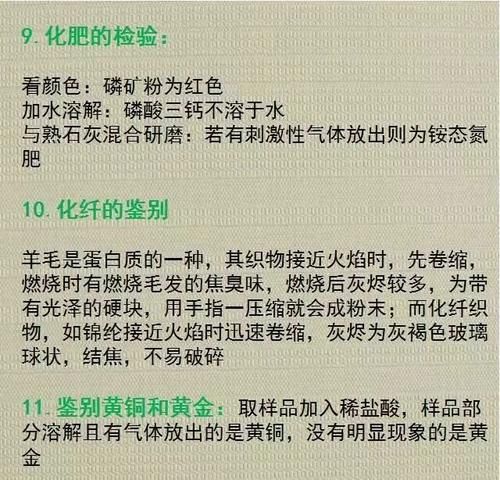 9.化肥的检验：
看颜色：磷矿粉为红色
加水溶解：磷酸三钙不溶于水
与熟石灰混合研磨：若有刺激性气体放出则为铵态氮
肥
10.化纤的鉴别
羊毛是蛋白质的一种，其织物接近火焰时，先卷缩，
燃烧时有燃烧毛发的焦臭味，燃烧后灰烬较多，为带
有光泽的硬块，用手指一压缩就会成粉末；而化纤织
物，如锦纶接近火焰时迅速卷缩，灰烬为灰褐色玻璃
球状，结焦，不易破碎
11.鉴别黄铜和黄金：取样品加入稀盐酸，样品部
分溶解且有气体放出的是黄铜，没有明显现象的是黄
金